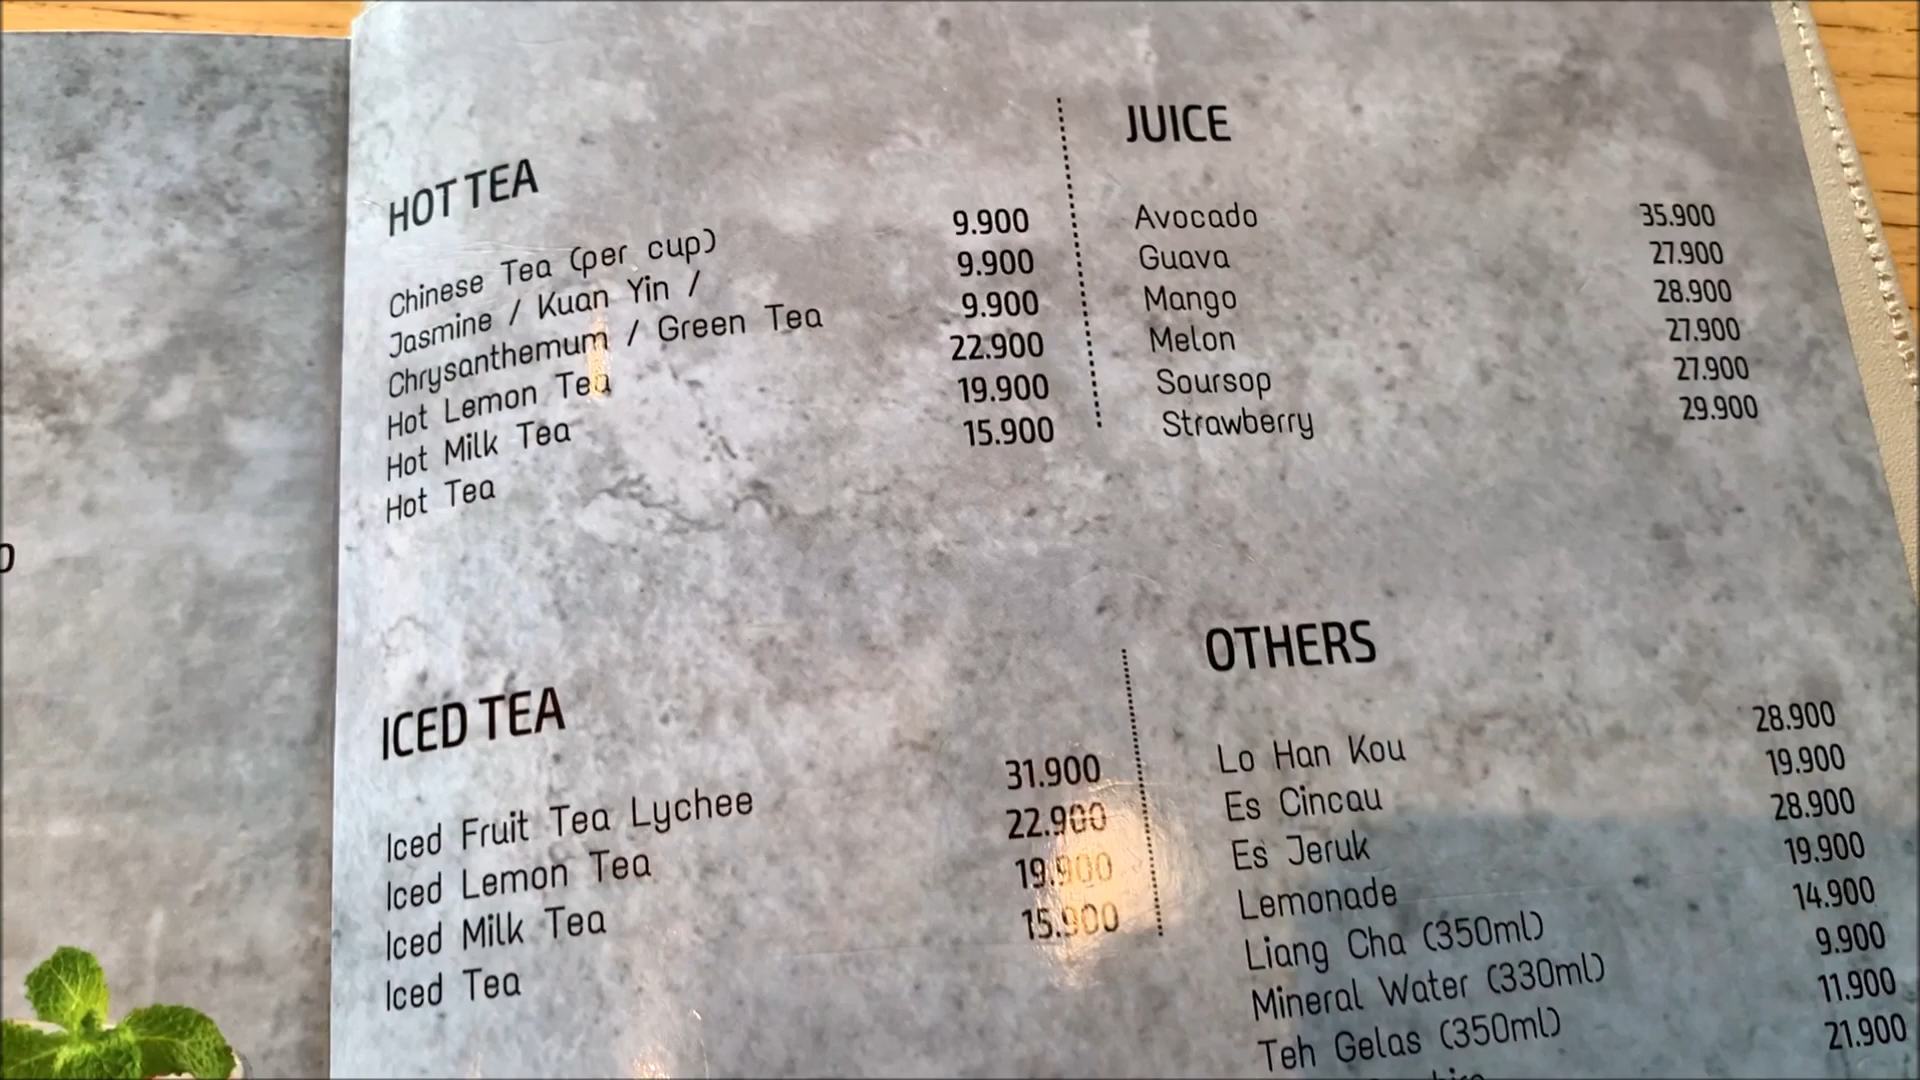 HOT TEA
Chinese Tea (per cup) 9.900
Jasmine / Kuan Yin / 9.900
Chrysanthemum / Green Tea 9.900
Hot Lemon Tea 22.900
Hot Milk Tea 19.900
Hot Tea 15.900
JUICE
Avocado 35.900
Guava 27.900
Mango 28.900
Melon 27.900
Soursop 27.900
Strawberry 29.900
ICED TEA
Iced Fruit Tea Lychee 31.900
Iced Lemon Tea 22.900
Iced Milk Tea 19.900
Iced Tea 15.900
OTHERS
Lo Han Kou 28.900
Es Cincau 19.900
Es Jeruk 28.900
Lemonade 19.900
Liang Cha (350ml) 14.900
Mineral Water (330ml) 9.900
Teh Gelas (350ml) 11.900
21.900